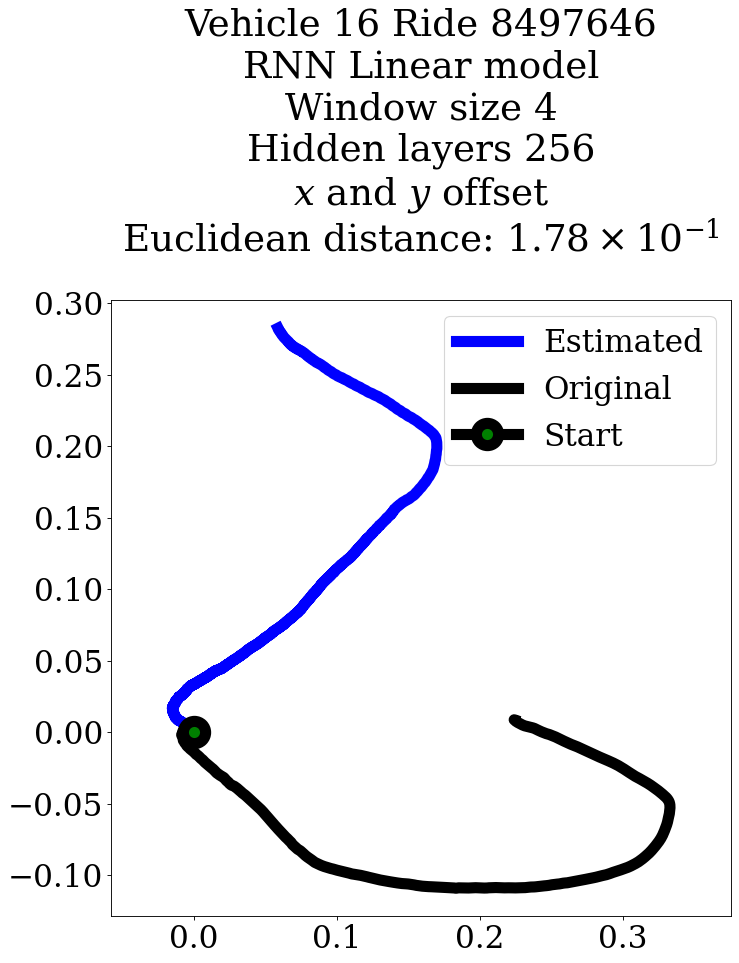 Vehicle 16 Ride 8497646
RNN Linear model
Window size 4
Hidden layers 256
x and y offset
Euclidean distance: 1.78 × 10⁻¹
0.30
0.25
0.20
0.15
0.10
0.05
0.00
−0.05
−0.10
Estimated
Original
Start
0.0 0.1 0.2 0.3